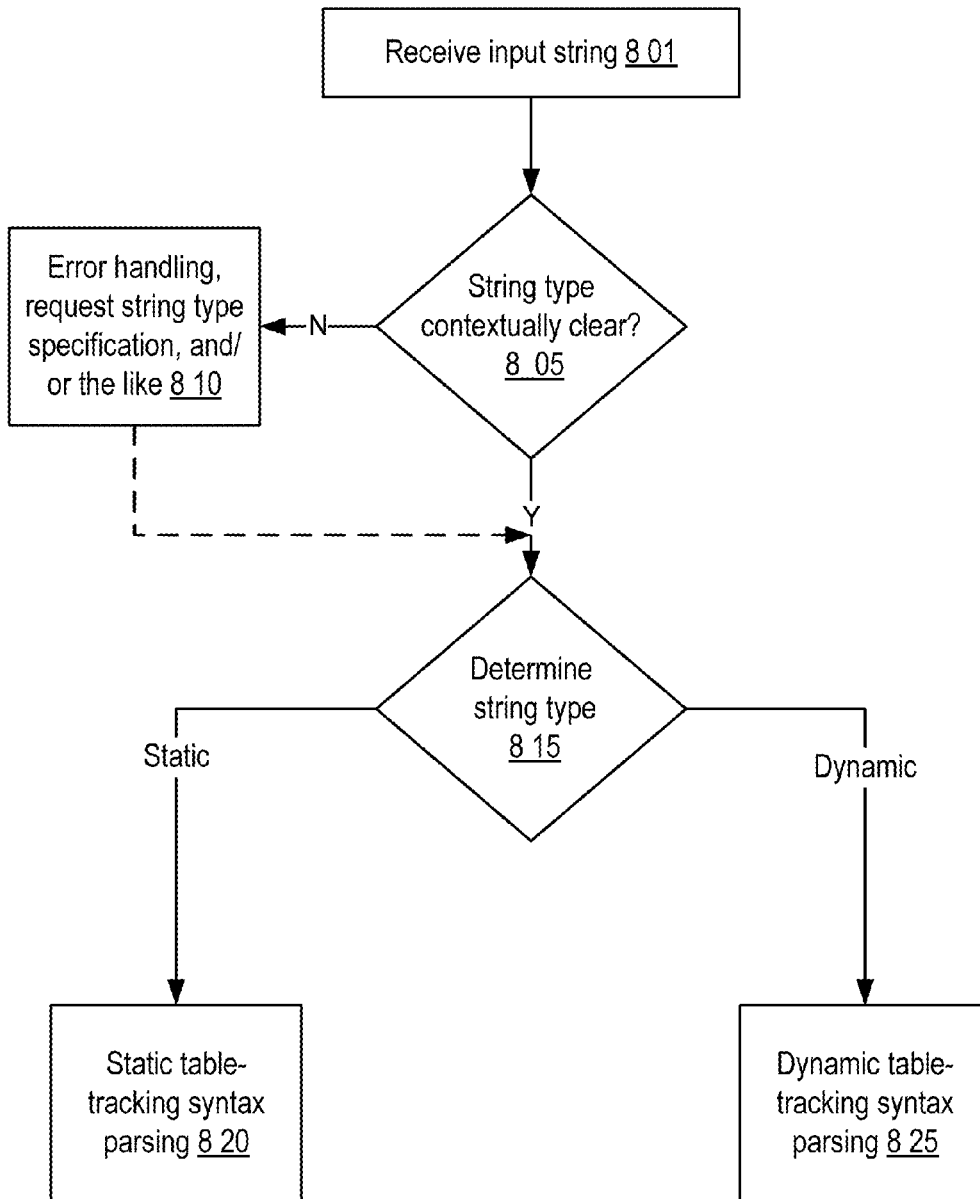 Receive input string 8 01
String type
contextually clear?
8 05
N
Error handling,
request string type
specification, and/
or the like 8 10
Y
Determine
string type
8 15
Static
Dynamic
Static table-
tracking syntax
parsing 8 20
Dynamic table-
tracking syntax
parsing 8 25